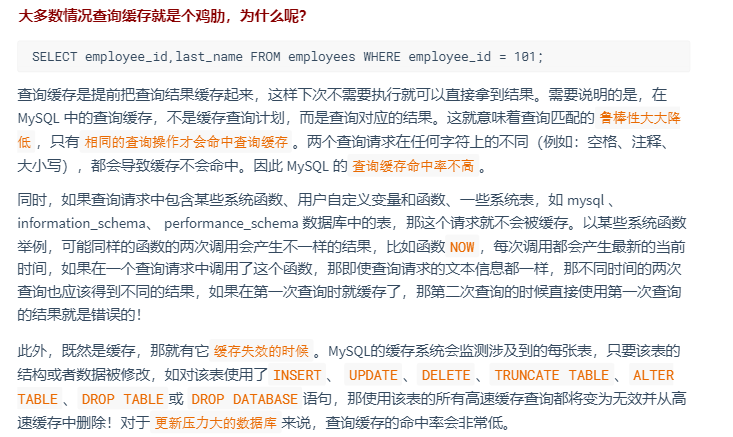 大多数情况查询缓存就是个鸡肋，为什么呢？
SELECT employee_id,last_name FROM employees WHERE employee_id = 101;
查询缓存是提前把查询结果缓存起来，这样下次不需要执行就可以直接拿到结果。需要说明的是，在
MySQL 中的查询缓存，不是缓存查询计划，而是查询对应的结果。这就意味着查询匹配的 鲁棒性大大降
低 ，只有 相同的查询操作才会命中查询缓存 。两个查询请求在任何字符上的不同（例如：空格、注释、
大小写），都会导致缓存不会命中。因此 MySQL 的 查询缓存命中率不高 。
同时，如果查询请求中包含某些系统函数、用户自定义变量和函数、一些系统表，如 mysql 、
information_schema、 performance_schema 数据库中的表，那这个请求就不会被缓存。以某些系统函数
举例，可能同样的函数的两次调用会产生不一样的结果，比如函数 NOW ，每次调用都会产生最新的当前
时间，如果在一个查询请求中调用了这个函数，那即使查询请求的文本信息都一样，那不同时间的两次
查询也应该得到不同的结果，如果在第一次查询时就缓存了，那第二次查询的时候直接使用第一次查询
的结果就是错误的！
此外，既然是缓存，那就有它 缓存失效的时候 。MySQL的缓存系统会监测涉及到的每张表，只要该表的
结构或者数据被修改，如对该表使用了 INSERT 、 UPDATE 、 DELETE 、 TRUNCATE TABLE 、 ALTER
TABLE 、 DROP TABLE 或 DROP DATABASE 语句，那使用该表的所有高速缓存查询都将变为无效并从高
速缓存中删除！对于 更新压力大的数据库 来说，查询缓存的命中率会非常低。